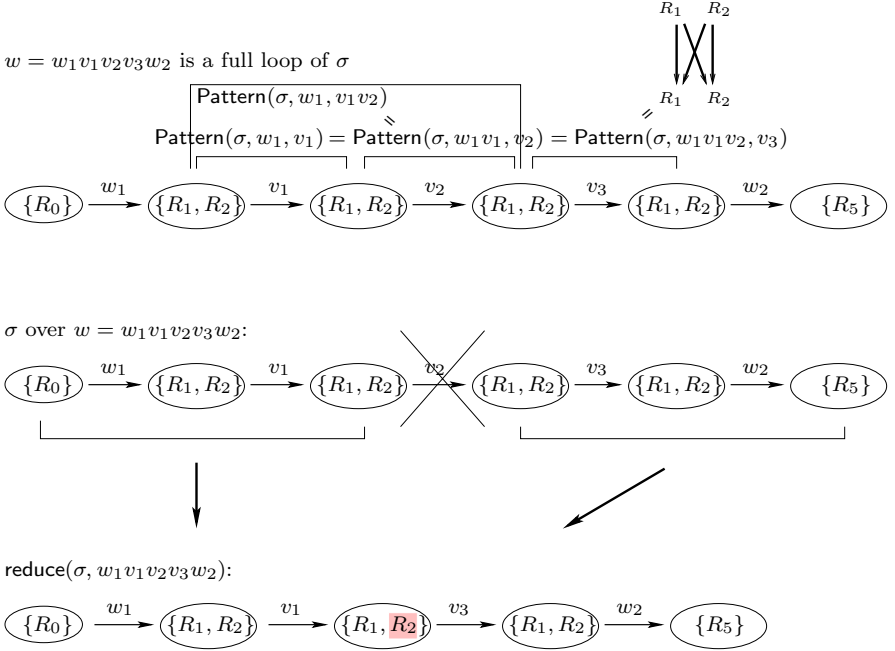 R₁ R₂
w = w₁v₁v₂v₃w₂ is a full loop of σ
Pattern(σ, w₁, v₁v₂)
R₁ R₂
= =
Pattern(σ, w₁, v₁) = Pattern(σ, w₁v₁, v₂) = Pattern(σ, w₁v₁v₂, v₃)
w₁ v₁ v₂ v₃ w₂
{R₀} {R₁, R₂} {R₁, R₂} {R₁, R₂} {R₁, R₂} {R₅}
σ over w = w₁v₁v₂v₃w₂:
w₁ v₁ v₂ v₃ w₂
{R₀} {R₁, R₂} {R₁, R₂} {R₁, R₂} {R₁, R₂} {R₅}
reduce(σ, w₁v₁v₂v₃w₂):
w₁ v₁ v₃ w₂
{R₀} {R₁, R₂} {R₁, R₂} {R₁, R₂} {R₅}